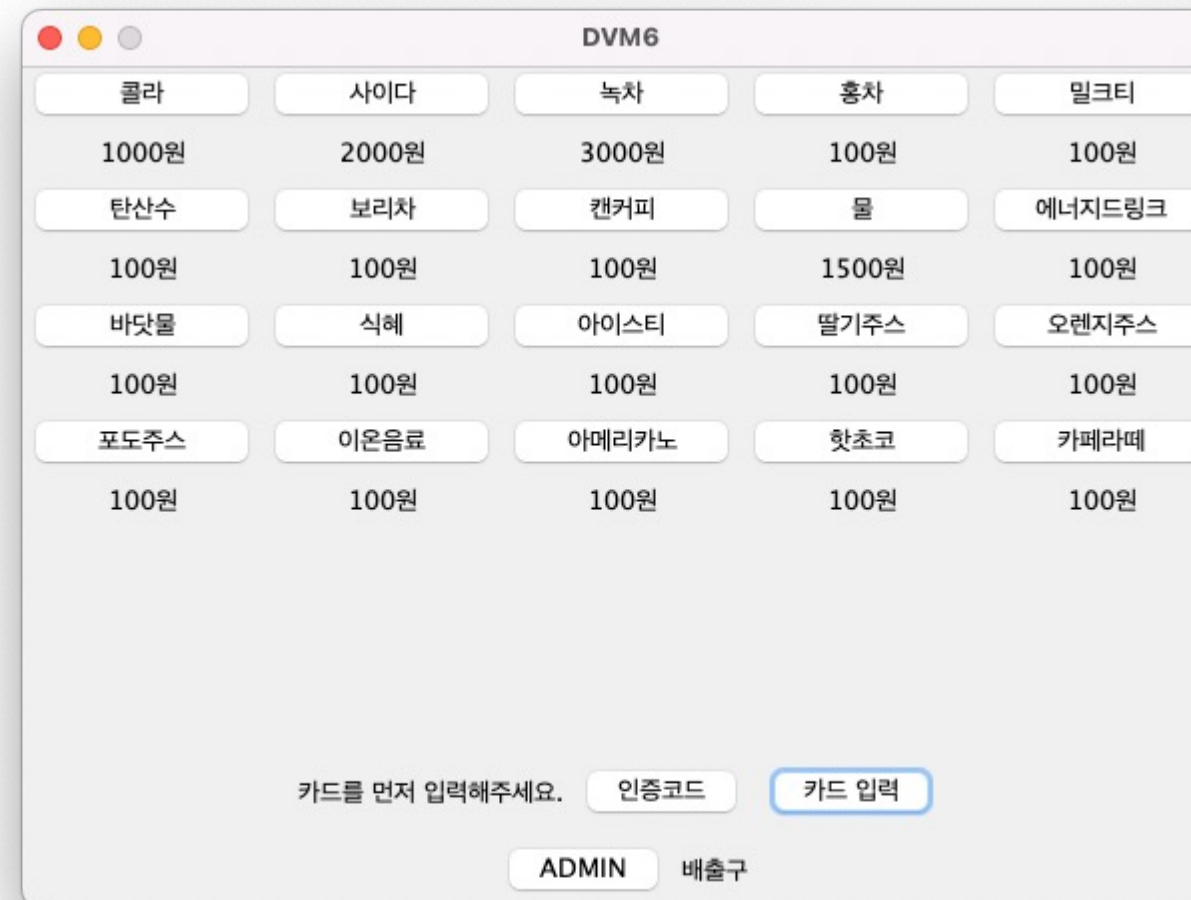 DVM6
콜라 사이다 녹차 홍차 밀크티
1000원 2000원 3000원 100원 100원
탄산수 보리차 캔커피 물 에너지드링크
100원 100원 100원 1500원 100원
바닷물 식혜 아이스티 딸기주스 오렌지주스
100원 100원 100원 100원 100원
포도주스 이온음료 아메리카노 핫초코 카페라떼
100원 100원 100원 100원 100원
카드를 먼저 입력해주세요. 인증코드 카드 입력
ADMIN 배출구